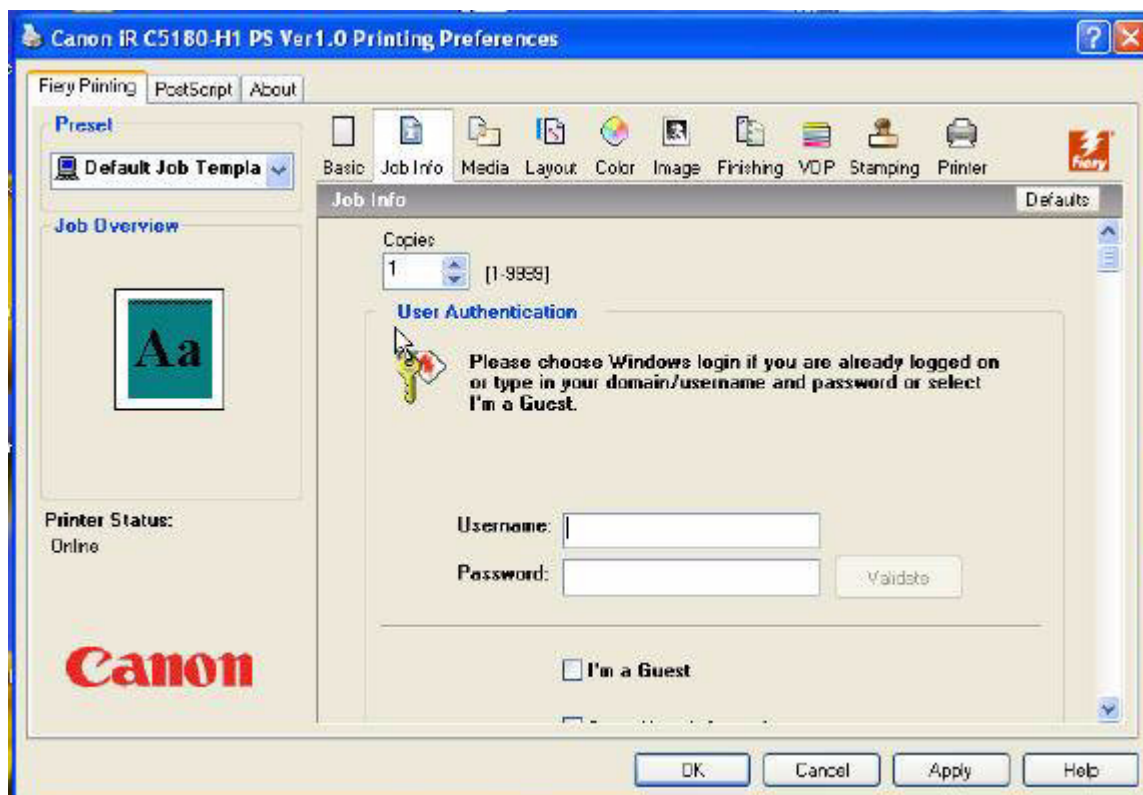 Canon iR C5180-H1 PS Ver1.0 Printing Preferences
Fiery Printing PostScript About
Preset
Default Job Templa
Basic Job Info Media Layout Color Image Finishing VDP Stamping Printer
Fiery
Job Info
Defaults
Job Overview
Aa
Copies
1 [1-9999]
User Authentication
Please choose Windows login if you are already logged on
or type in your domain/username and password or select
I'm a Guest.
Printer Status:
Online
Username:
Password:
Validate
Canon
I'm a Guest
OK Cancel Apply Help